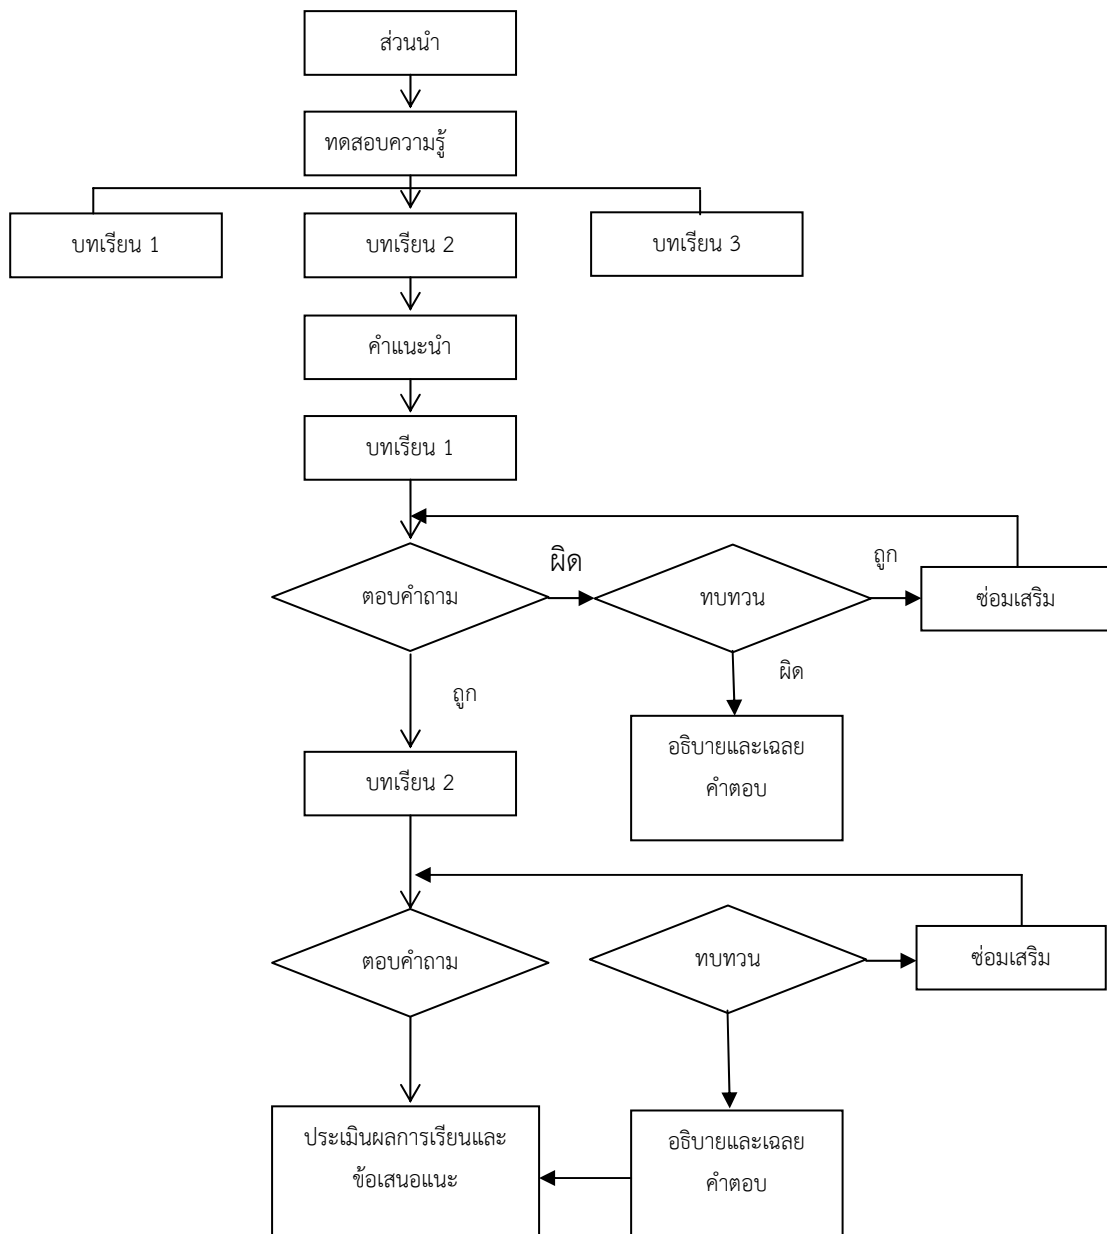 ส่วนนำ
ทดสอบความรู้
บทเรียน 1
บทเรียน 2
บทเรียน 3
คำแนะนำ
บทเรียน 1
ตอบคำถาม
ผิด
ทบทวน
ถูก
ซ่อมเสริม
ถูก
ผิด
อธิบายและเฉลย
คำตอบ
บทเรียน 2
ตอบคำถาม
ทบทวน
ซ่อมเสริม
ประเมินผลการเรียนและ
ข้อเสนอแนะ
อธิบายและเฉลย
คำตอบ